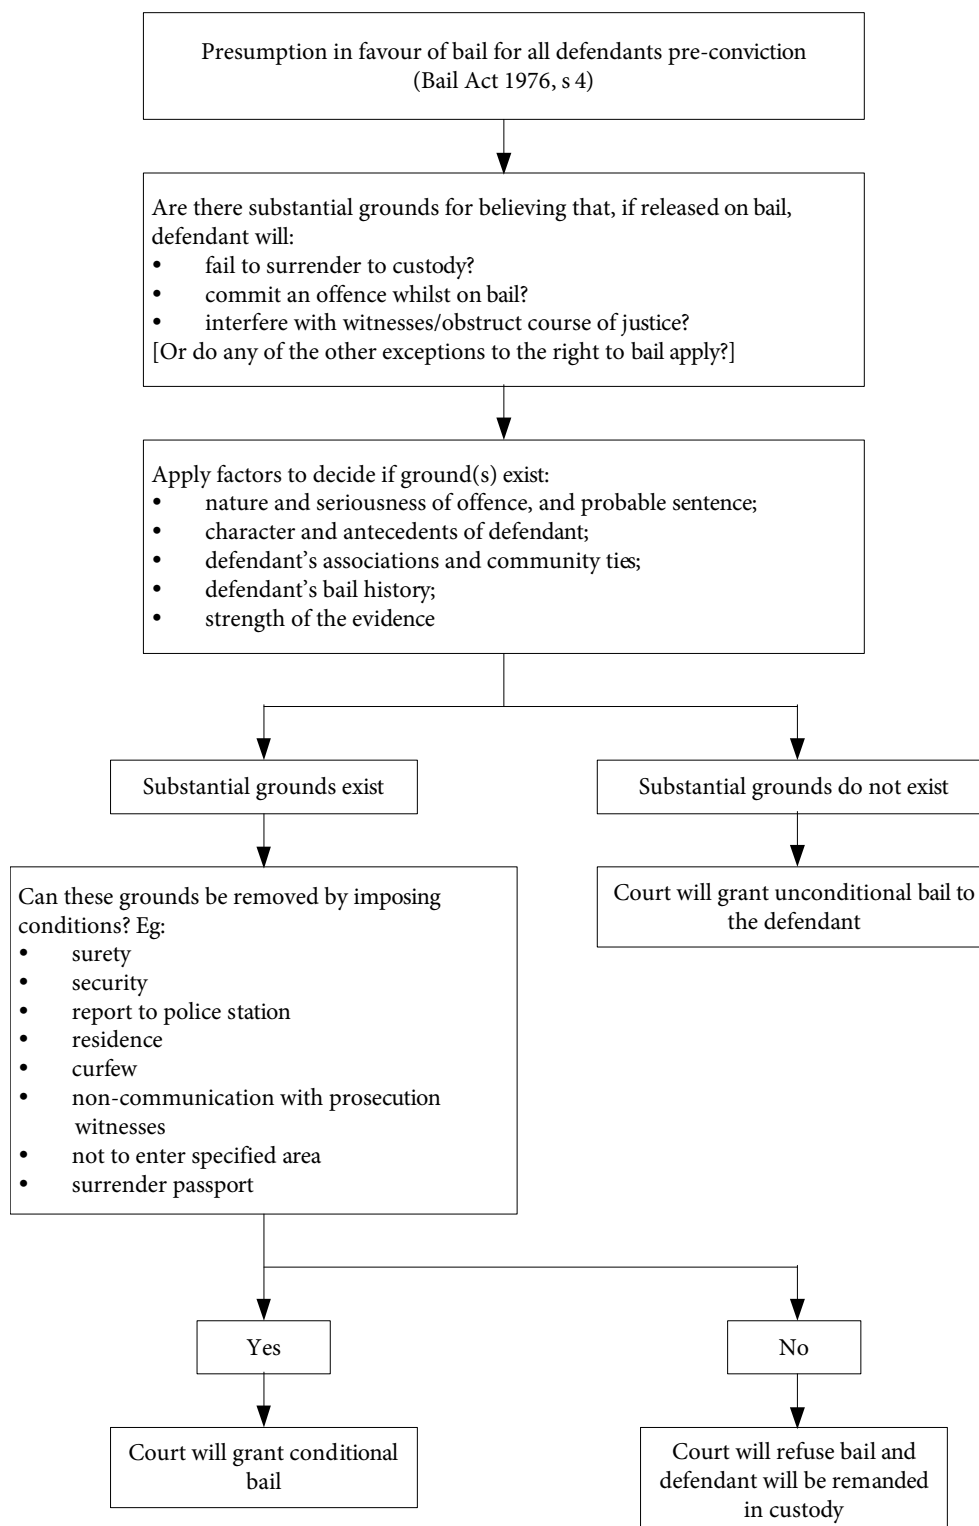 Presumption in favour of bail for all defendants pre-conviction
(Bail Act 1976, s 4)
Are there substantial grounds for believing that, if released on bail,
defendant will:
• fail to surrender to custody?
• commit an offence whilst on bail?
• interfere with witnesses/obstruct course of justice?
[Or do any of the other exceptions to the right to bail apply?]
Apply factors to decide if ground(s) exist:
• nature and seriousness of offence, and probable sentence;
• character and antecedents of defendant;
• defendant's associations and community ties;
• defendant's bail history;
• strength of the evidence
Substantial grounds exist
Substantial grounds do not exist
Can these grounds be removed by imposing
conditions? Eg:
• surety
• security
• report to police station
• residence
• curfew
• non-communication with prosecution
witnesses
• not to enter specified area
• surrender passport
Court will grant unconditional bail to
the defendant
Yes
No
Court will grant conditional
bail
Court will refuse bail and
defendant will be remanded
in custody